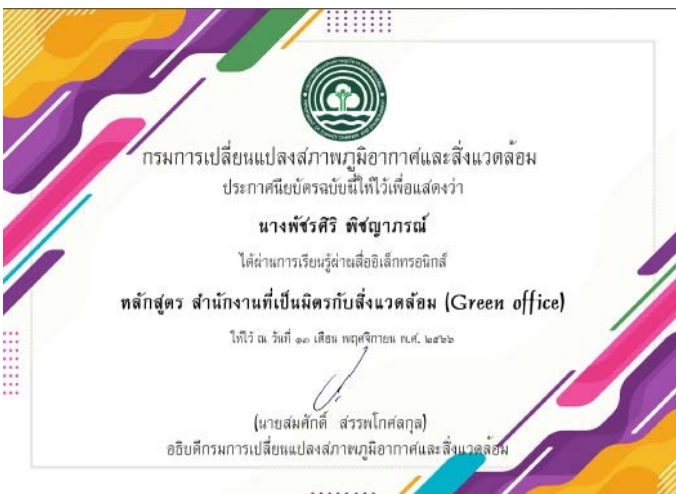 กรมการเปลี่ยนแปลงสภาพภูมิอากาศและสิ่งแวดล้อม
ประกาศนียบัตรฉบับนี้ให้ไว้เพื่อแสดงว่า
นางพัชรศิริ พิชญาภรณ์
ได้ผ่านการเรียนรู้ผ่านสื่ออิเล็กทรอนิกส์
หลักสูตร สำนักงานที่เป็นมิตรกับสิ่งแวดล้อม (Green office)
ให้ไว้ ณ วันที่ ๑๓ เดือน พฤศจิกายน พ.ศ. ๒๕๖๖
(นายสมศักดิ์ สรรพโกศลกุล)
อธิบดีกรมการเปลี่ยนแปลงสภาพภูมิอากาศและสิ่งแวดล้อม